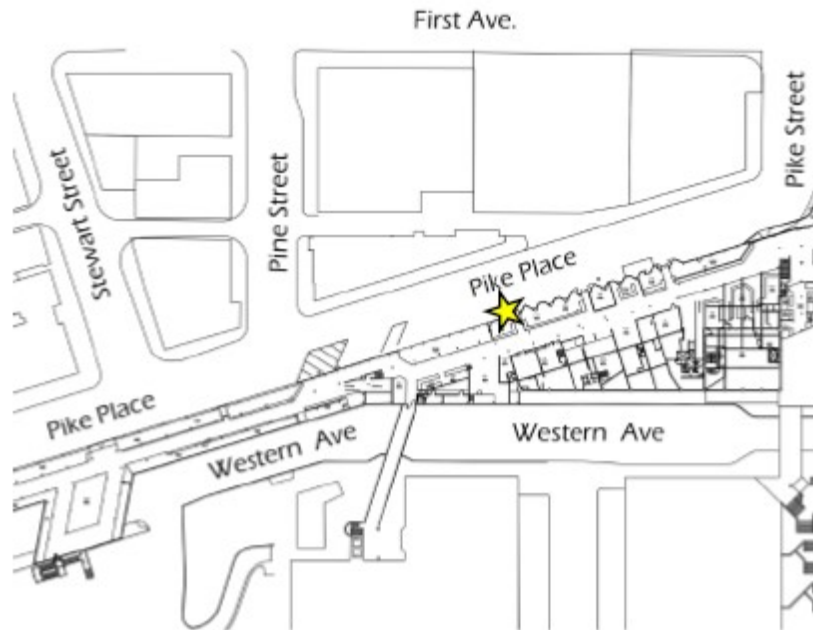 First Ave.
Pike Street
Stewart Street
Pine Street
Pike Place
Pike Place
Western Ave
Western Ave